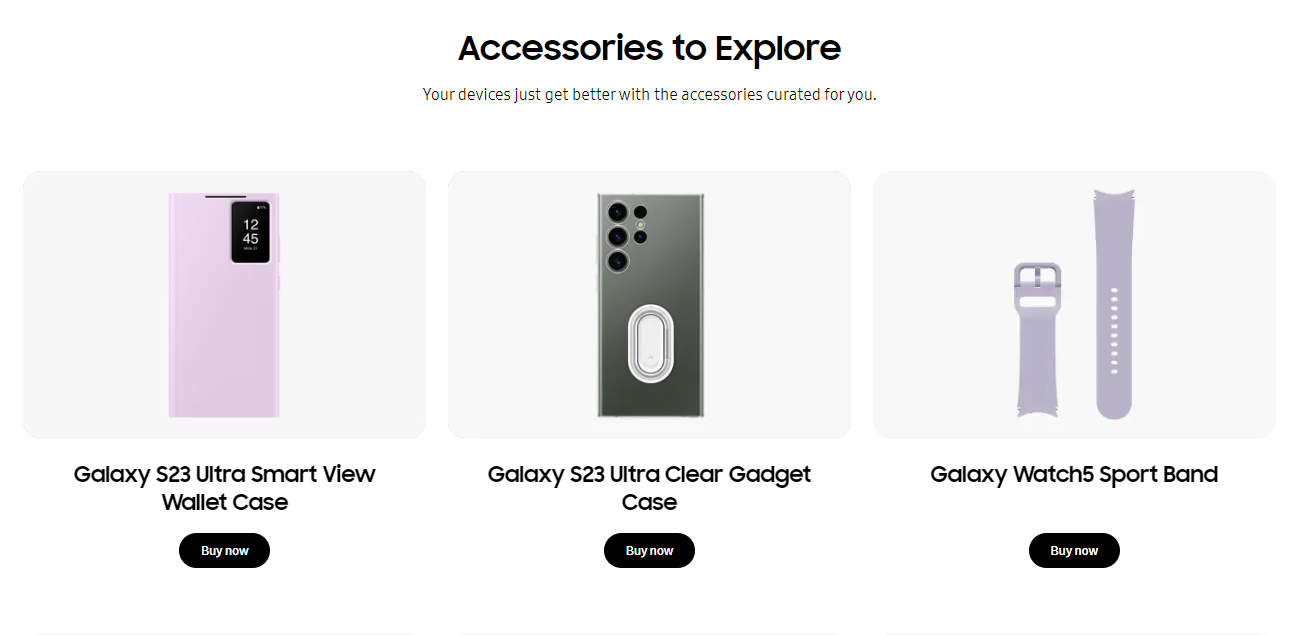 Accessories to Explore
Your devices just get better with the accessories curated for you.
12
45
Galaxy S23 Ultra Smart View
Wallet Case
Galaxy S23 Ultra Clear Gadget
Case
Galaxy Watch5 Sport Band
Buy now
Buy now
Buy now